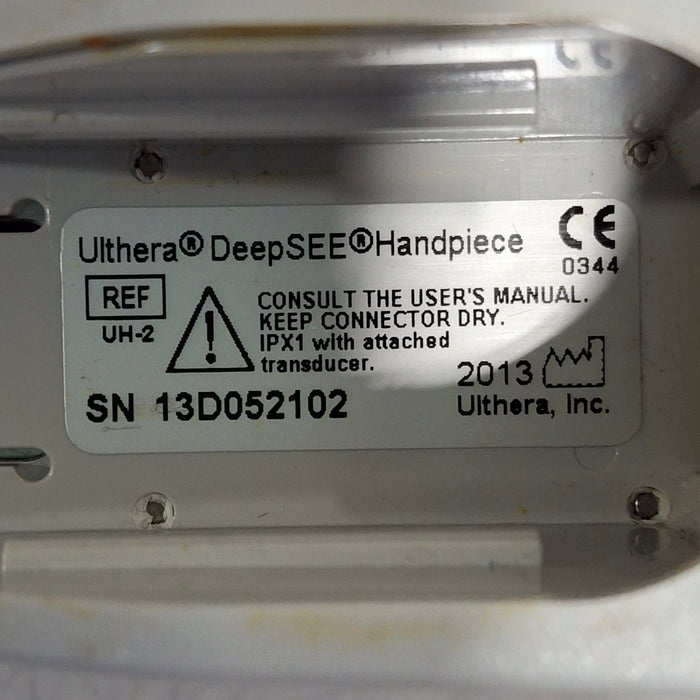 Ulthera® DeepSEE® Handpiece
CE
0344
REF
UH-2
CONSULT THE USER'S MANUAL.
KEEP CONNECTOR DRY.
IPX1 with attached
transducer.
2013
SN 13D052102
Ulthera, Inc.